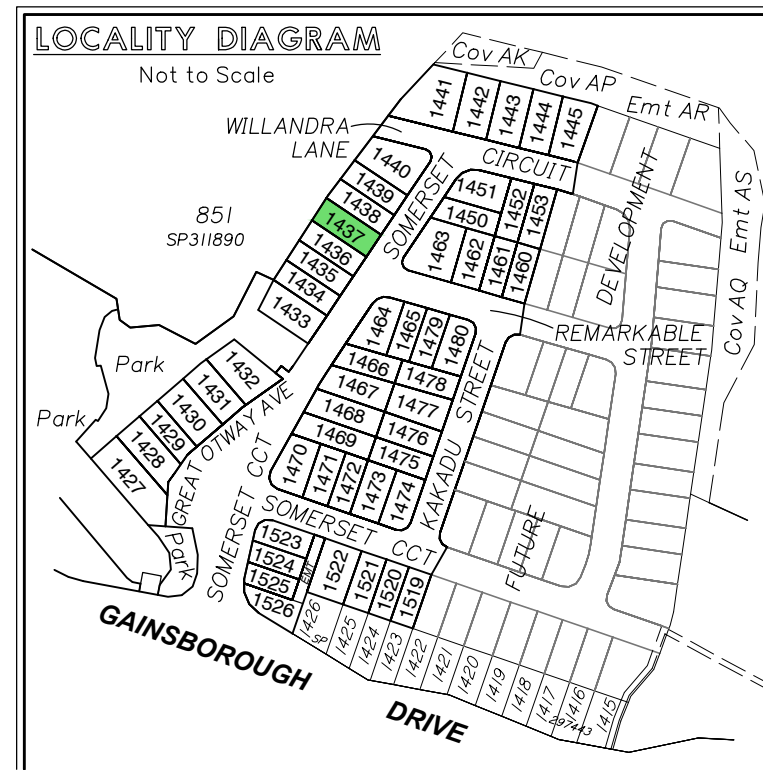 LOCALITY DIAGRAM
Not to Scale
Cov AK
Cov AP
Emt AR
Emt AS
Cov AQ
WILLANDRA
LANE
1441
1442
1443
1444
1445
CIRCUIT
SOMERSET
1440
1439
1438
1437
1436
1435
1434
1433
851
SP311890
1451
1450
1452
1453
1463
1462
1461
1460
DEVELOPMENT
REMARKABLE
STREET
Park
Park
1432
1431
1430
1429
1428
1427
GREAT OTWAY AVE
1464
1465
1479
1480
1466
1478
1467
1477
1468
1476
1469
1475
1470
1471
1472
1473
1474
KAKADU STREET
SOMERSET CCT
SOMERSET CCT
Park
1523
1524
1525
1526
EMT
1522
1521
1520
1519
FUTURE
1426
SP
1425
1424
1423
1422
1421
1420
1419
1418
1417
1416
1415
297443
GAINSBOROUGH
DRIVE